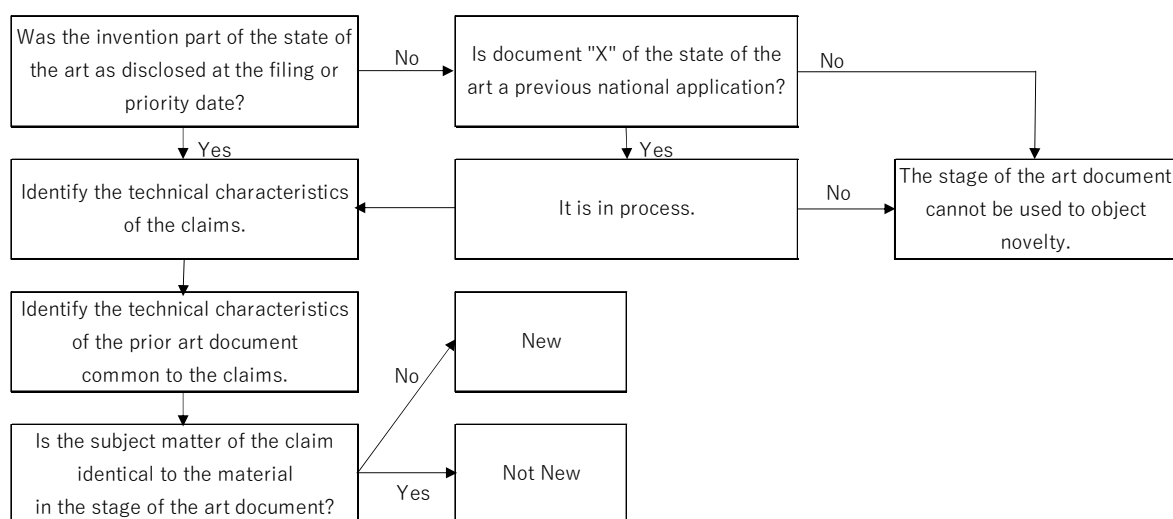 Was the invention part of the state of
the art as disclosed at the filing or
priority date?
No
Is document "X" of the state of the
art a previous national application?
No
Yes
Yes
Identify the technical characteristics
of the claims.
It is in process.
No
The stage of the art document
cannot be used to object
novelty.
Identify the technical characteristics
of the prior art document
common to the claims.
New
No
Is the subject matter of the claim
identical to the material
in the stage of the art document?
Yes
Not New